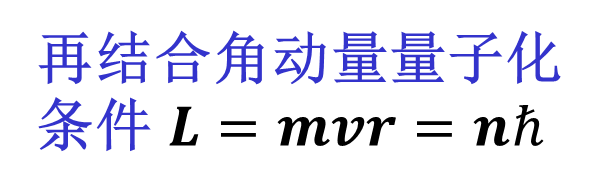 再结合角动量量子化
条件 L = mvr = nℏ